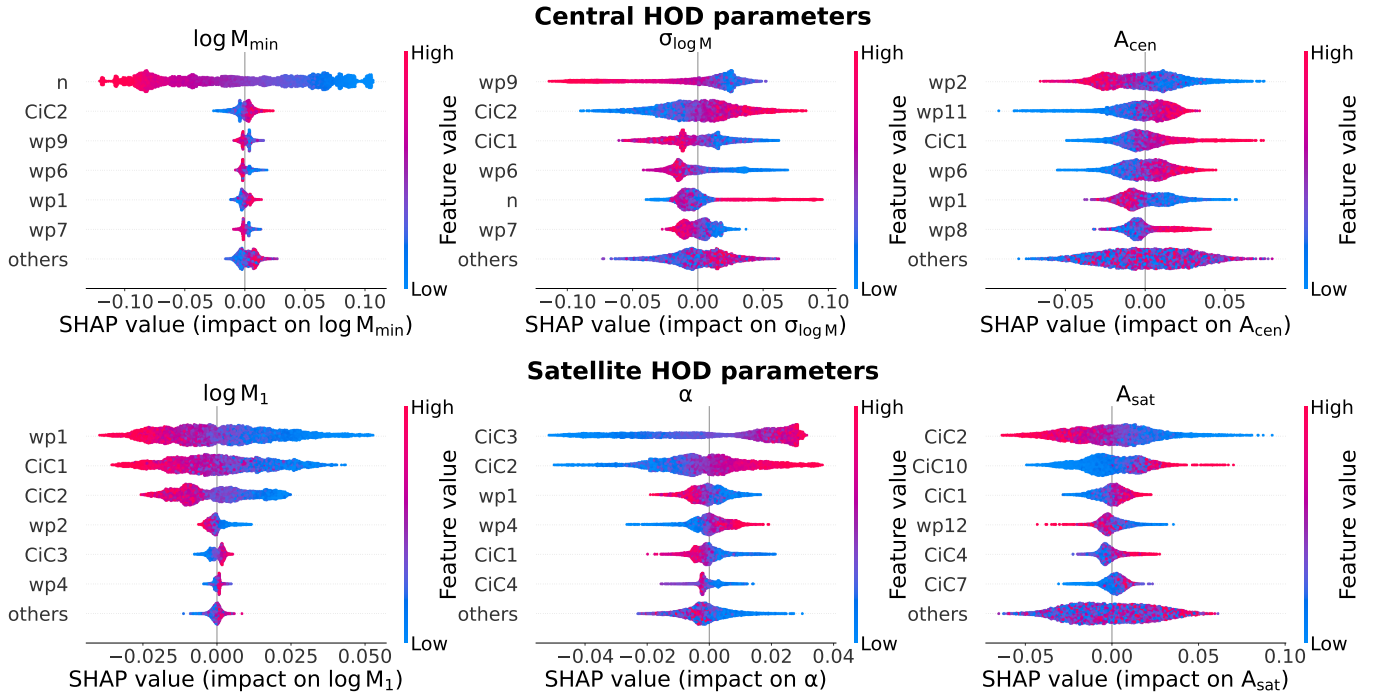 Central HOD parameters
log M_min
n
CiC2
wp9
wp6
wp1
wp7
others
−0.10 −0.05 0.00 0.05 0.10
SHAP value (impact on log M_min)
High
Feature value
Low
σ_log M
wp9
CiC2
CiC1
wp6
n
wp7
others
−0.10 −0.05 0.00 0.05 0.10
SHAP value (impact on σ_log M)
High
Feature value
Low
A_cen
wp2
wp11
CiC1
wp6
wp1
wp8
others
−0.05 0.00 0.05
SHAP value (impact on A_cen)
High
Feature value
Low
Satellite HOD parameters
log M_1
wp1
CiC1
CiC2
wp2
CiC3
wp4
others
−0.025 0.000 0.025 0.050
SHAP value (impact on log M_1)
High
Feature value
Low
α
CiC3
CiC2
wp1
wp4
CiC1
CiC4
others
−0.04 −0.02 0.00 0.02 0.04
SHAP value (impact on α)
High
Feature value
Low
A_sat
CiC2
CiC10
CiC1
wp12
CiC4
CiC7
others
−0.05 0.00 0.05 0.10
SHAP value (impact on A_sat)
High
Feature value
Low